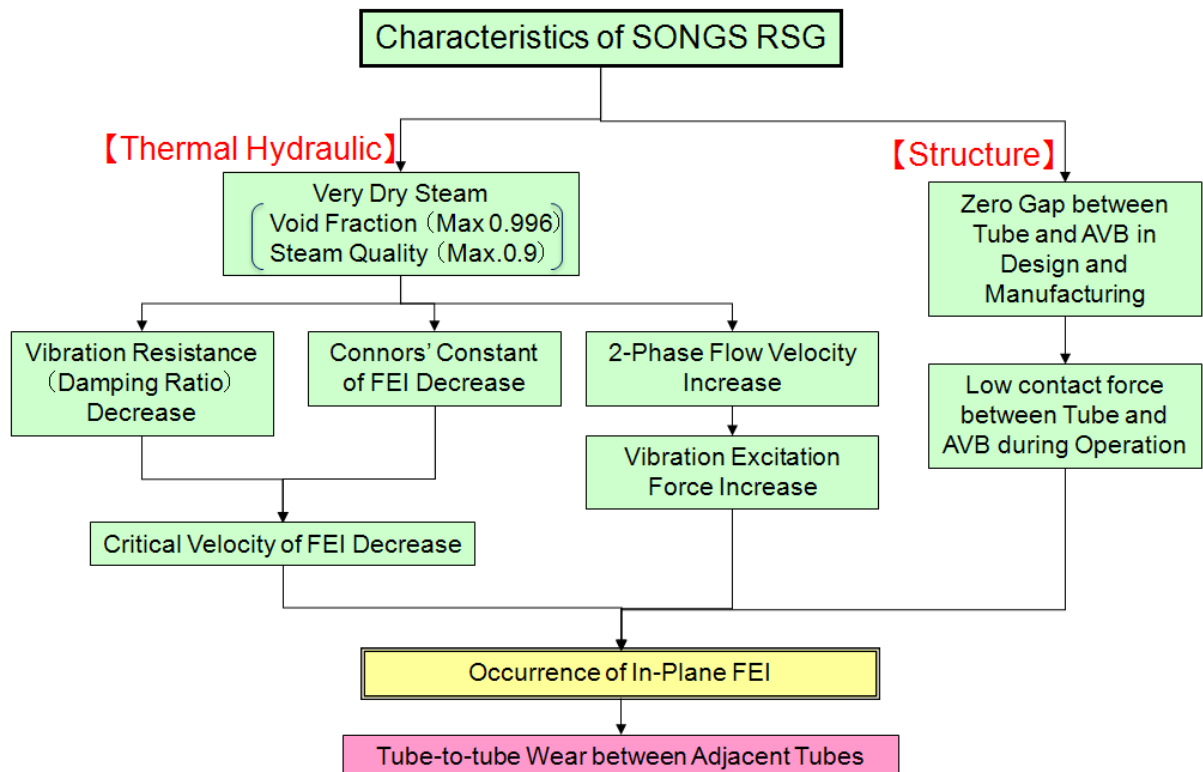 Characteristics of SONGS RSG
【Thermal Hydraulic】
【Structure】
Very Dry Steam
Void Fraction（Max 0.996)
Steam Quality（Max.0.9）
Zero Gap between
Tube and AVB in
Design and
Manufacturing
Vibration Resistance
（Damping Ratio）
Decrease
Connors’ Constant
of FEI Decrease
2-Phase Flow Velocity
Increase
Low contact force
between Tube and
AVB during Operation
Vibration Excitation
Force Increase
Critical Velocity of FEI Decrease
Occurrence of In-Plane FEI
Tube-to-tube Wear between Adjacent Tubes